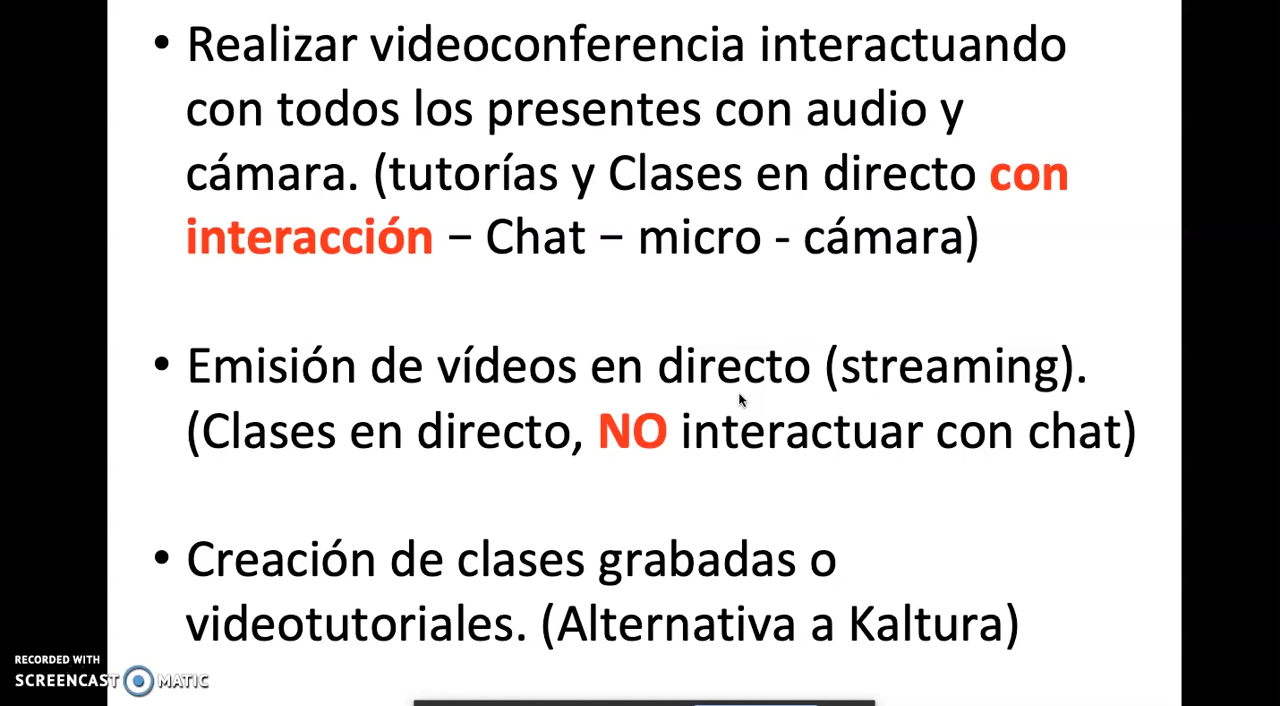 • Realizar videoconferencia interactuando
con todos los presentes con audio y
cámara. (tutorías y Clases en directo con
interacción – Chat – micro - cámara)
• Emisión de vídeos en directo (streaming).
(Clases en directo, NO interactuar con chat)
• Creación de clases grabadas o
videotutoriales. (Alternativa a Kaltura)
RECORDED WITH
SCREENCAST MATIC